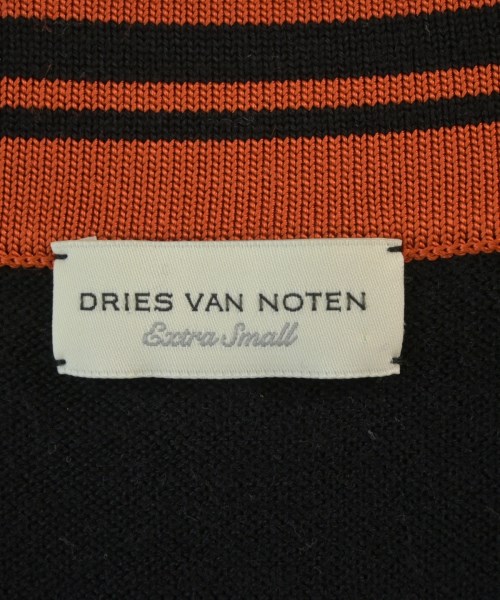 DRIES VAN NOTEN
Extra Small